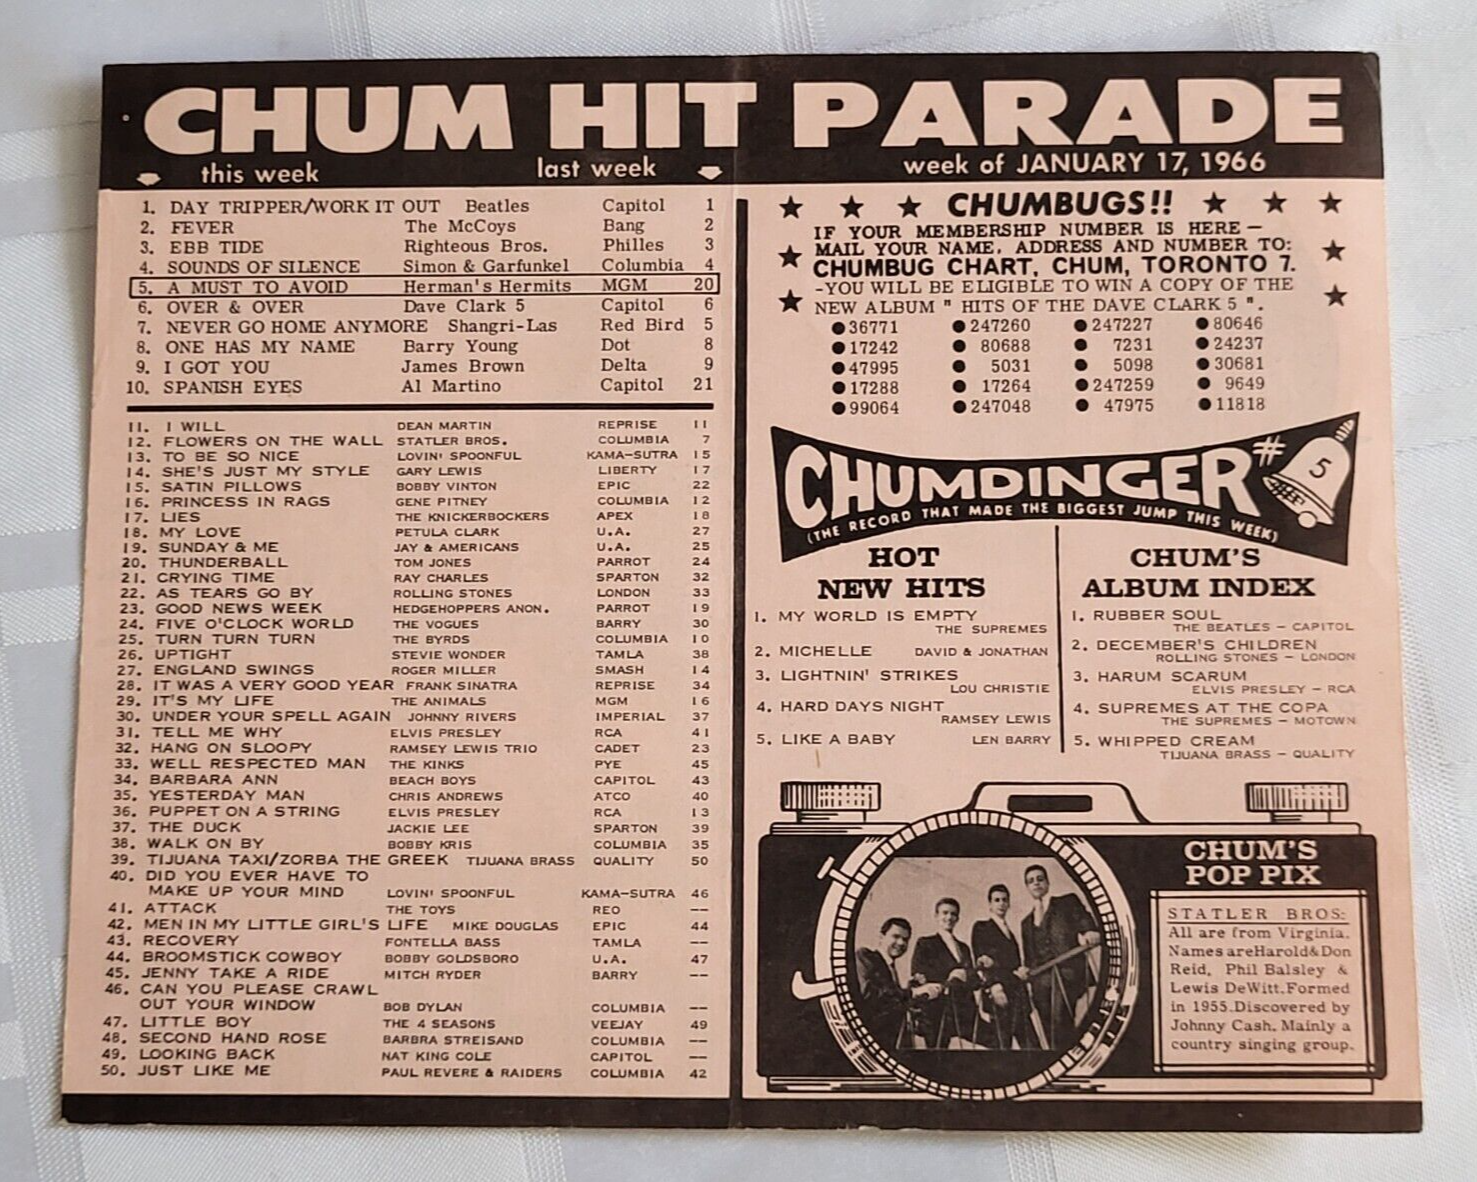 CHUM HIT PARADE
this week last week week of JANUARY 17, 1966
1. DAY TRIPPER/WORK IT OUT Beatles Capitol 1
2. FEVER The McCoys Bang 2
3. EBB TIDE Righteous Bros. Philles 3
4. SOUNDS OF SILENCE Simon & Garfunkel Columbia 4
5. A MUST TO AVOID Herman's Hermits MGM 20
6. OVER & OVER Dave Clark 5 Capitol 6
7. NEVER GO HOME ANYMORE Shangri-Las Red Bird 5
8. ONE HAS MY NAME Barry Young Dot 8
9. I GOT YOU James Brown Delta 9
10. SPANISH EYES Al Martino Capitol 21
11. I WILL DEAN MARTIN REPRISE 11
12. FLOWERS ON THE WALL STATLER BROS. COLUMBIA 7
13. TO BE SO NICE LOVIN' SPOONFUL KAMA-SUTRA 15
14. SHE'S JUST MY STYLE GARY LEWIS LIBERTY 17
15. SATIN PILLOWS BOBBY VINTON EPIC 22
16. PRINCESS IN RAGS GENE PITNEY COLUMBIA 12
17. LIES THE KNICKERBOCKERS APEX 18
18. MY LOVE PETULA CLARK U.A. 27
19. SUNDAY & ME JAY & AMERICANS U.A. 25
20. THUNDERBALL TOM JONES PARROT 24
21. CRYING TIME RAY CHARLES SPARTON 32
22. AS TEARS GO BY ROLLING STONES LONDON 33
23. GOOD NEWS WEEK HEDGEHOPPERS ANON. PARROT 19
24. FIVE O'CLOCK WORLD THE VOGUES BARRY 30
25. TURN TURN TURN THE BYRDS COLUMBIA 10
26. UPTIGHT STEVIE WONDER TAMLA 38
27. ENGLAND SWINGS ROGER MILLER SMASH 14
28. IT WAS A VERY GOOD YEAR FRANK SINATRA REPRISE 34
29. IT'S MY LIFE THE ANIMALS MGM 16
30. UNDER YOUR SPELL AGAIN JOHNNY RIVERS IMPERIAL 37
31. TELL ME WHY ELVIS PRESLEY RCA 41
32. HANG ON SLOOPY RAMSEY LEWIS TRIO CADET 23
33. WELL RESPECTED MAN THE KINKS PYE 45
34. BARBARA ANN BEACH BOYS CAPITOL 43
35. YESTERDAY MAN CHRIS ANDREWS ATCO 40
36. PUPPET ON A STRING ELVIS PRESLEY RCA 13
37. THE DUCK JACKIE LEE SPARTON 39
38. WALK ON BY BOBBY KRIS COLUMBIA 35
39. TIJUANA TAXI/ZORBA THE GREEK TIJUANA BRASS QUALITY 50
40. DID YOU EVER HAVE TO
MAKE UP YOUR MIND LOVIN' SPOONFUL KAMA-SUTRA 46
41. ATTACK THE TOYS REO --
42. MEN IN MY LITTLE GIRL'S LIFE MIKE DOUGLAS EPIC 44
43. RECOVERY FONTELLA BASS TAMLA --
44. BROOMSTICK COWBOY BOBBY GOLDSBORO U.A. 47
45. JENNY TAKE A RIDE MITCH RYDER BARRY --
46. CAN YOU PLEASE CRAWL
OUT YOUR WINDOW BOB DYLAN COLUMBIA --
47. LITTLE BOY THE 4 SEASONS VEEJAY 49
48. SECOND HAND ROSE BARBRA STREISAND COLUMBIA --
49. LOOKING BACK NAT KING COLE CAPITOL --
50. JUST LIKE ME PAUL REVERE & RAIDERS COLUMBIA 42
CHUMBUGS!!
IF YOUR MEMBERSHIP NUMBER IS HERE —
MAIL YOUR NAME, ADDRESS AND NUMBER TO:
CHUMBUG CHART, CHUM, TORONTO 7.
-YOU WILL BE ELIGIBLE TO WIN A COPY OF THE
NEW ALBUM " HITS OF THE DAVE CLARK 5 ".
●36771 ●247260 ●247227 ●80646
●17242 ● 80688 ● 7231 ●24237
●47995 ● 5031 ● 5098 ●30681
●17288 ● 17264 ●247259 ● 9649
●99064 ●247048 ● 47975 ●11818
CHUMDINGER # 5
(THE RECORD THAT MADE THE BIGGEST JUMP THIS WEEK)
HOT
NEW HITS
1. MY WORLD IS EMPTY
THE SUPREMES
2. MICHELLE DAVID & JONATHAN
3. LIGHTNIN' STRIKES
LOU CHRISTIE
4. HARD DAYS NIGHT
RAMSEY LEWIS
5. LIKE A BABY LEN BARRY
CHUM'S
ALBUM INDEX
1. RUBBER SOUL
THE BEATLES – CAPITOL
2. DECEMBER'S CHILDREN
ROLLING STONES – LONDON
3. HARUM SCARUM
ELVIS PRESLEY – RCA
4. SUPREMES AT THE COPA
THE SUPREMES – MOTOWN
5. WHIPPED CREAM
TIJUANA BRASS – QUALITY
CHUM'S
POP PIX
STATLER BROS:
All are from Virginia.
Names areHarold&Don
Reid, Phil Balsley &
Lewis DeWitt.Formed
in 1955.Discovered by
Johnny Cash. Mainly a
country singing group.